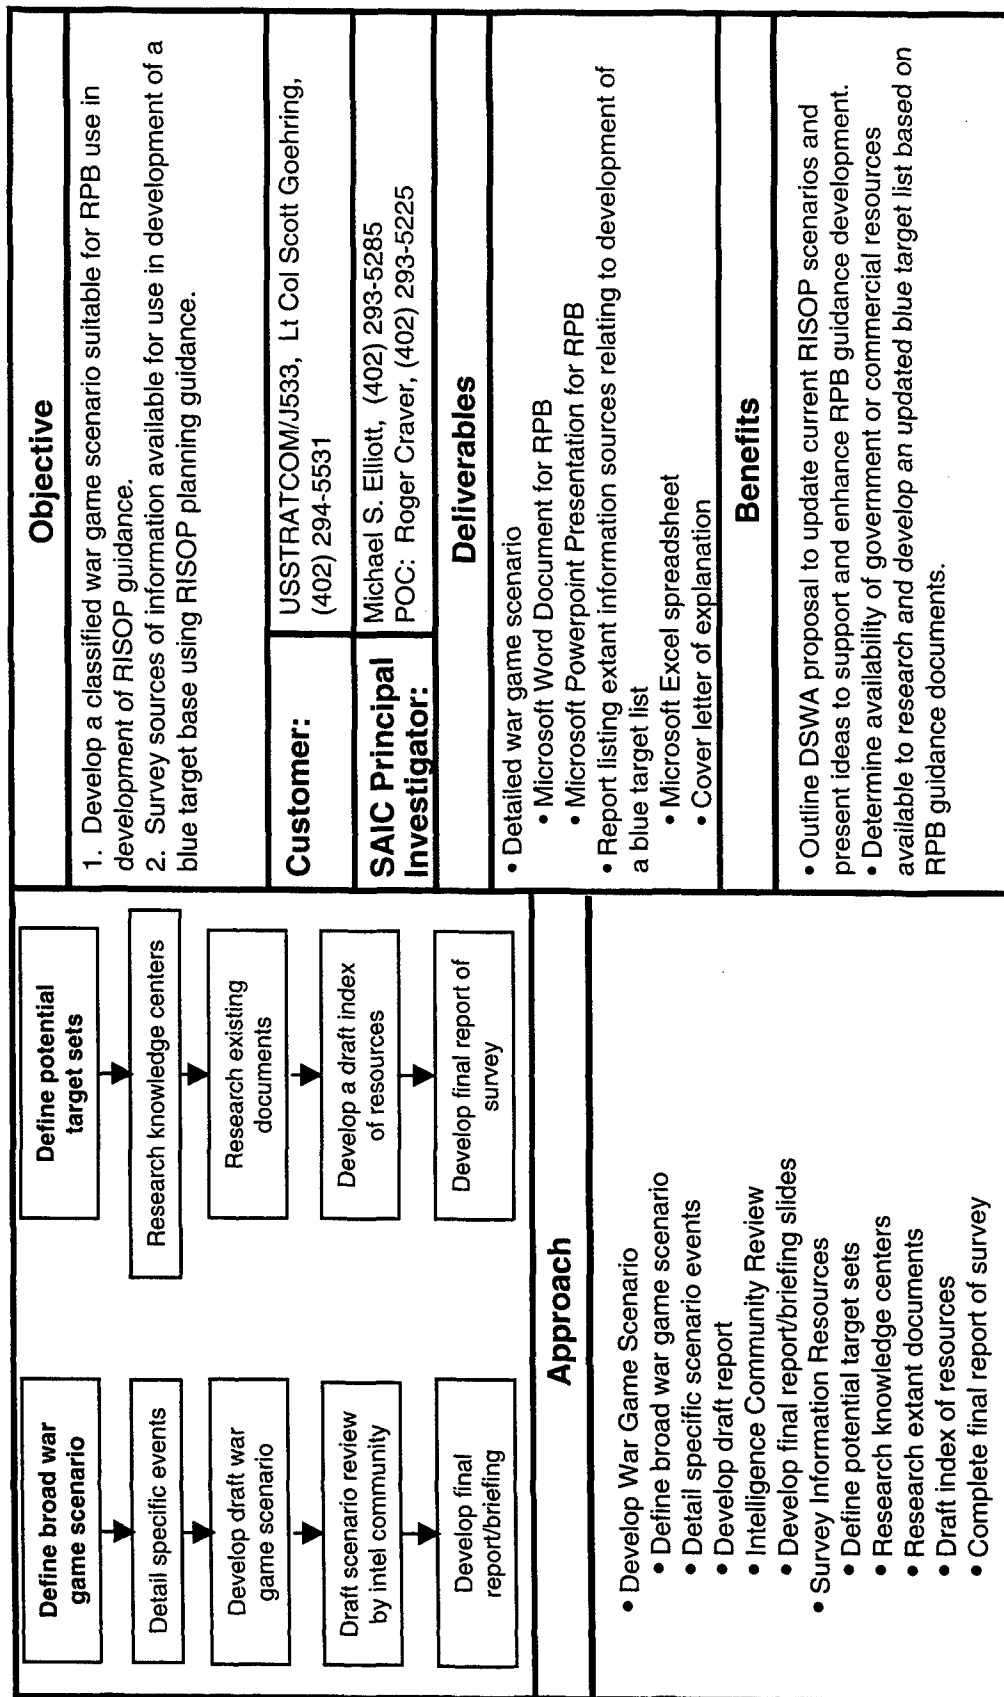 Define broad war
game scenario
Detail specific events
Develop draft war
game scenario
Draft scenario review
by intel community
Develop final
report/briefing
Define potential
target sets
Research knowledge centers
Research existing
documents
Develop a draft index
of resources
Develop final report of
survey
Approach
• Develop War Game Scenario
• Define broad war game scenario
• Detail specific scenario events
• Develop draft report
• Intelligence Community Review
• Develop final report/briefing slides
• Survey Information Resources
• Define potential target sets
• Research knowledge centers
• Research extant documents
• Draft index of resources
• Complete final report of survey
Objective
1. Develop a classified war game scenario suitable for RPB use in
development of RISOP guidance.
2. Survey sources of information available for use in development of a
blue target base using RISOP planning guidance.
Customer:
USSTRATCOM/J533, Lt Col Scott Goehring,
(402) 294-5531
SAIC Principal
Investigator:
Michael S. Elliott, (402) 293-5285
POC: Roger Craver, (402) 293-5225
Deliverables
• Detailed war game scenario
• Microsoft Word Document for RPB
• Microsoft Powerpoint Presentation for RPB
• Report listing extant information sources relating to development of
a blue target list
• Microsoft Excel spreadsheet
• Cover letter of explanation
Benefits
• Outline DSWA proposal to update current RISOP scenarios and
present ideas to support and enhance RPB guidance development.
• Determine availability of government or commercial resources
available to research and develop an updated blue target list based on
RPB guidance documents.